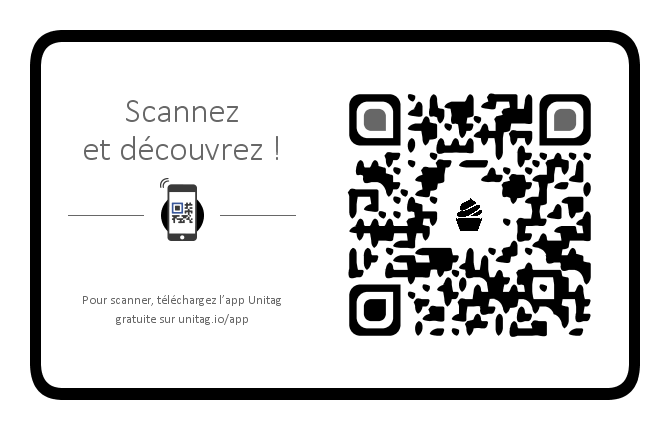 Scannez
et découvrez !
Pour scanner, téléchargez l'app Unitag
gratuite sur unitag.io/app